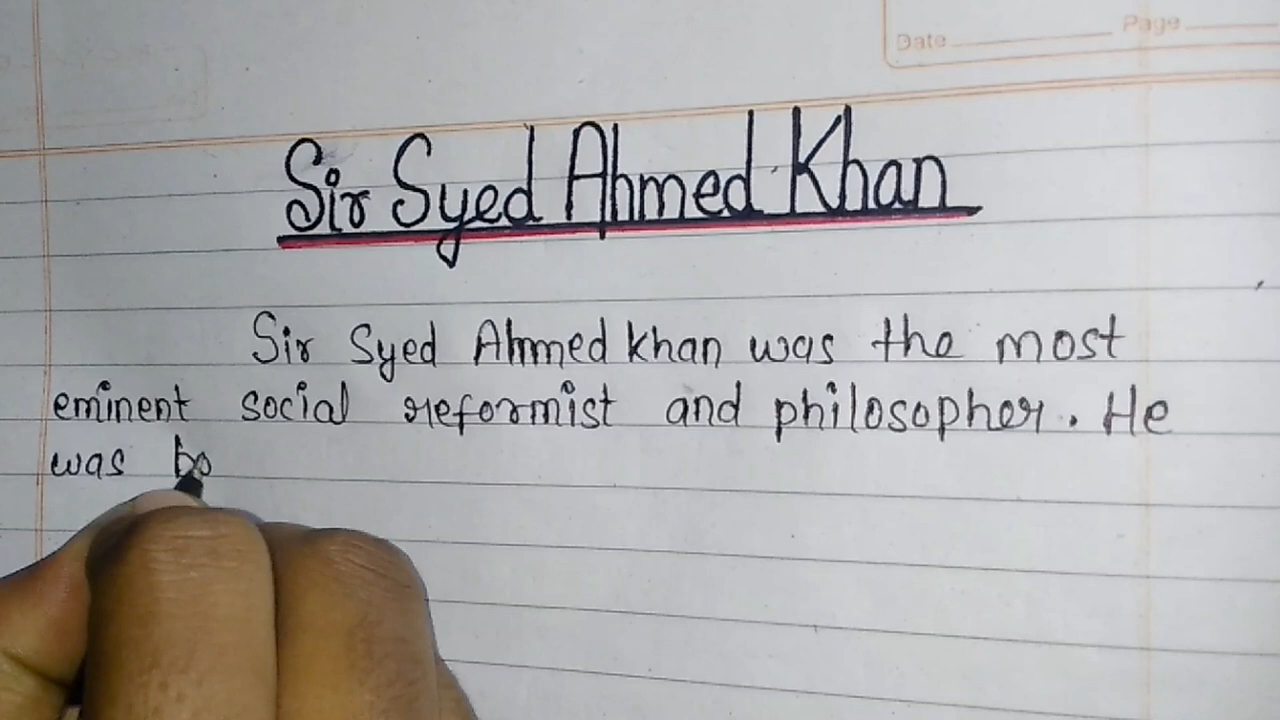 Date
Page
Sir Syed Ahmed Khan
Sir Syed Ahmed khan was the most
eminent social reformist and philosopher. He
was bo